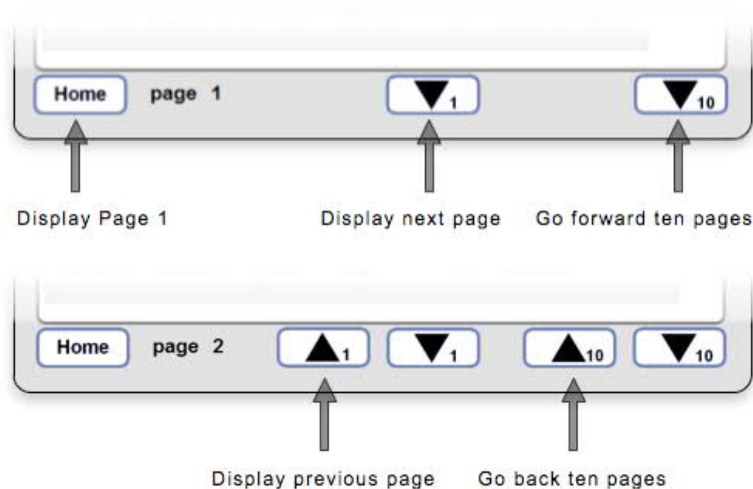 Home page 1 1 10
Display Page 1 Display next page Go forward ten pages
Home page 2 1 1 10 10
Display previous page Go back ten pages